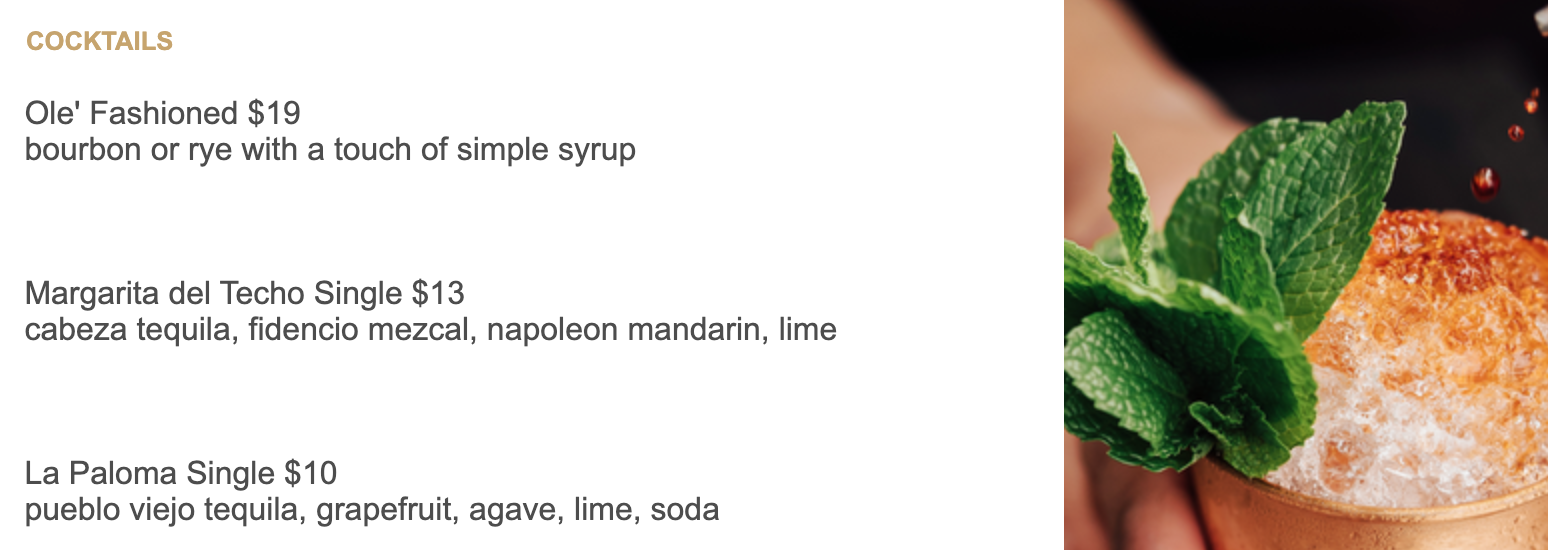 COCKTAILS
Ole' Fashioned $19
bourbon or rye with a touch of simple syrup
Margarita del Techo Single $13
cabeza tequila, fidencio mezcal, napoleon mandarin, lime
La Paloma Single $10
pueblo viejo tequila, grapefruit, agave, lime, soda